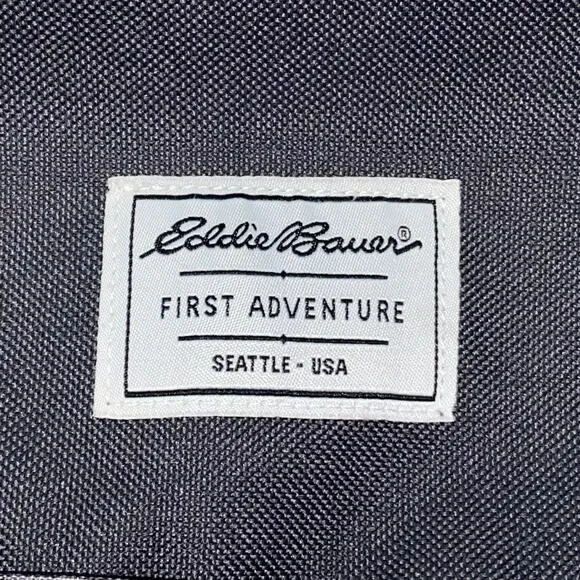 Eddie Bauer®
FIRST ADVENTURE
SEATTLE - USA